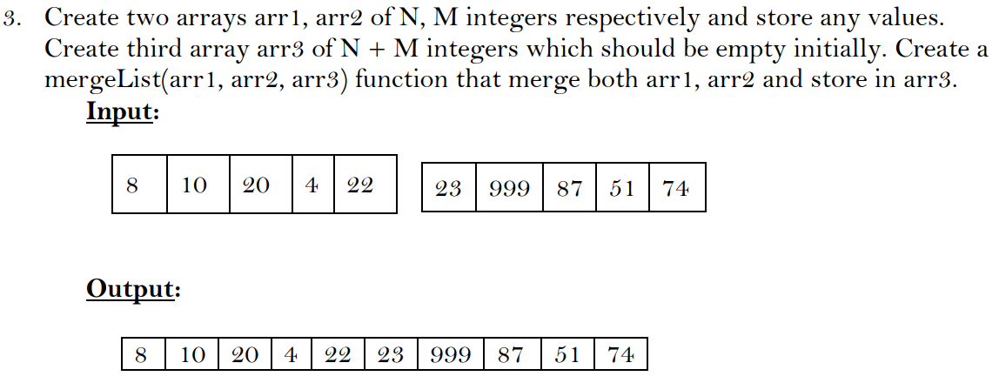 3. Create two arrays arr1, arr2 of N, M integers respectively and store any values.
Create third array arr3 of N + M integers which should be empty initially. Create a
mergeList(arr1, arr2, arr3) function that merge both arr1, arr2 and store in arr3.
Input:
8 10 20 4 22 23 999 87 51 74
Output:
8 10 20 4 22 23 999 87 51 74